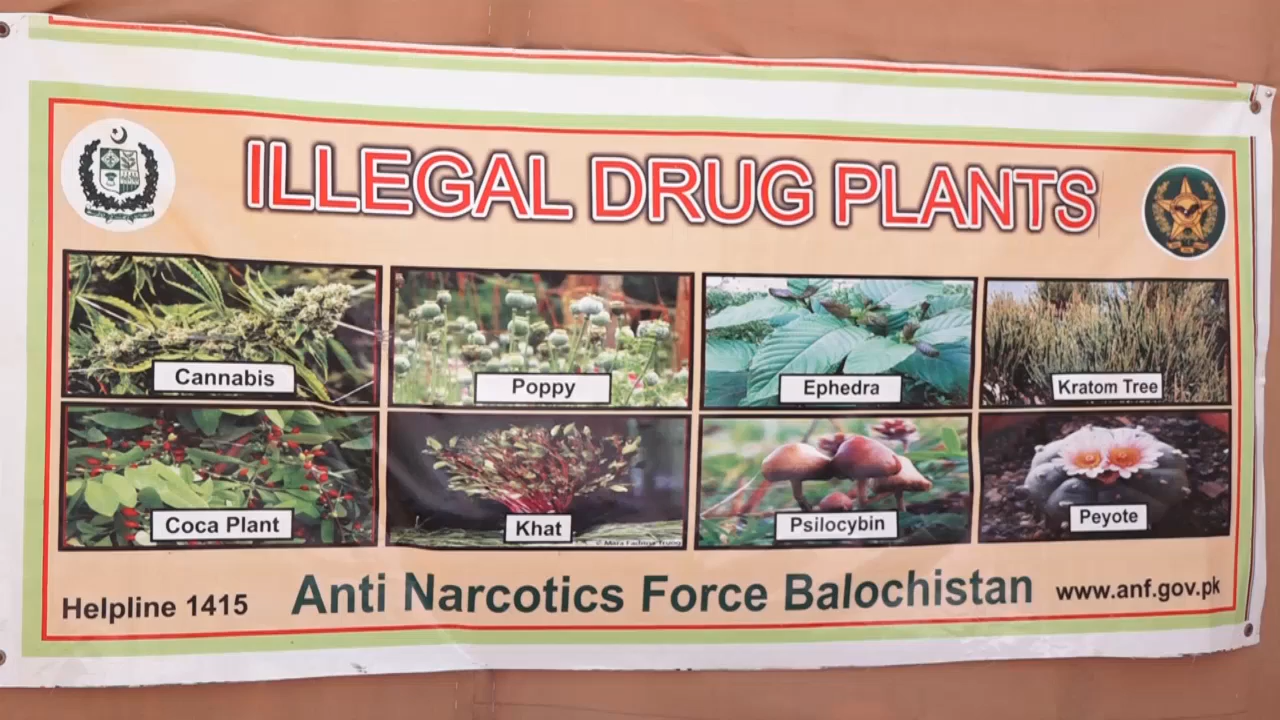 ILLEGAL DRUG PLANTS
Cannabis
Poppy
Ephedra
Kratom Tree
Coca Plant
Khat
Psilocybin
Peyote
Helpline 1415
Anti Narcotics Force Balochistan
www.anf.gov.pk